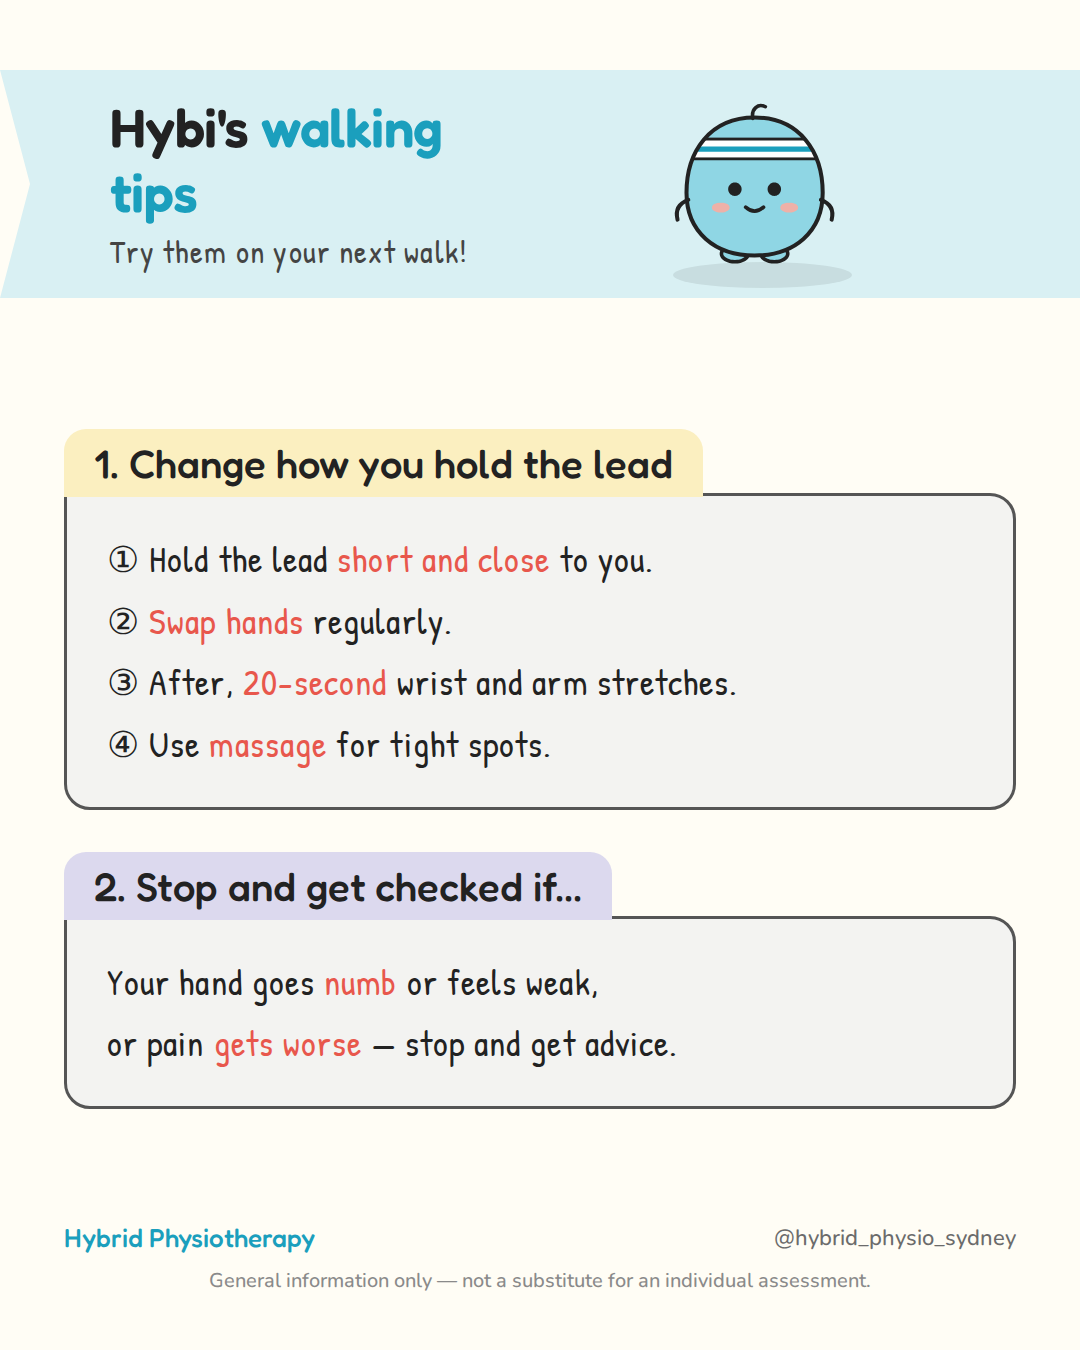 Hybi's walking
tips
Try them on your next walk!
1. Change how you hold the lead
① Hold the lead short and close to you.
② Swap hands regularly.
③ After, 20-second wrist and arm stretches.
④ Use massage for tight spots.
2. Stop and get checked if...
Your hand goes numb or feels weak,
or pain gets worse — stop and get advice.
Hybrid Physiotherapy
@hybrid_physio_sydney
General information only — not a substitute for an individual assessment.